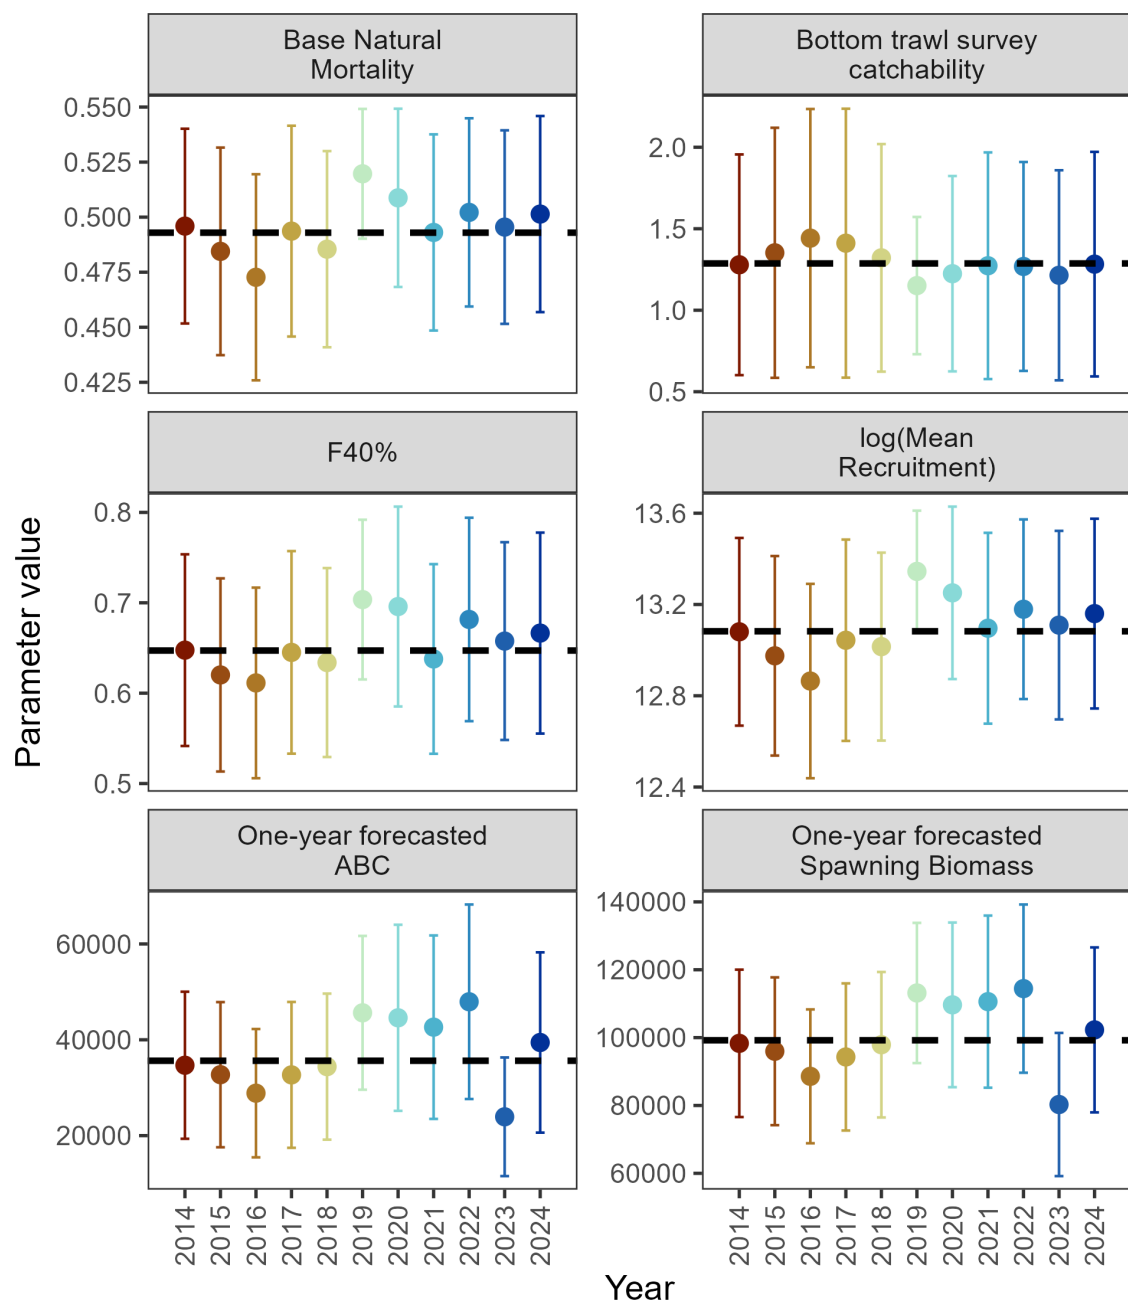 Base Natural
Mortality
Bottom trawl survey
catchability
0.550
0.525
0.500
0.475
0.450
0.425
2.0
1.5
1.0
0.5
F40%
log(Mean
Recruitment)
0.8
0.7
0.6
0.5
13.6
13.2
12.8
12.4
Parameter value
One-year forecasted
ABC
One-year forecasted
Spawning Biomass
60000
40000
20000
140000
120000
100000
80000
60000
2014 2015 2016 2017 2018 2019 2020 2021 2022 2023 2024
2014 2015 2016 2017 2018 2019 2020 2021 2022 2023 2024
Year